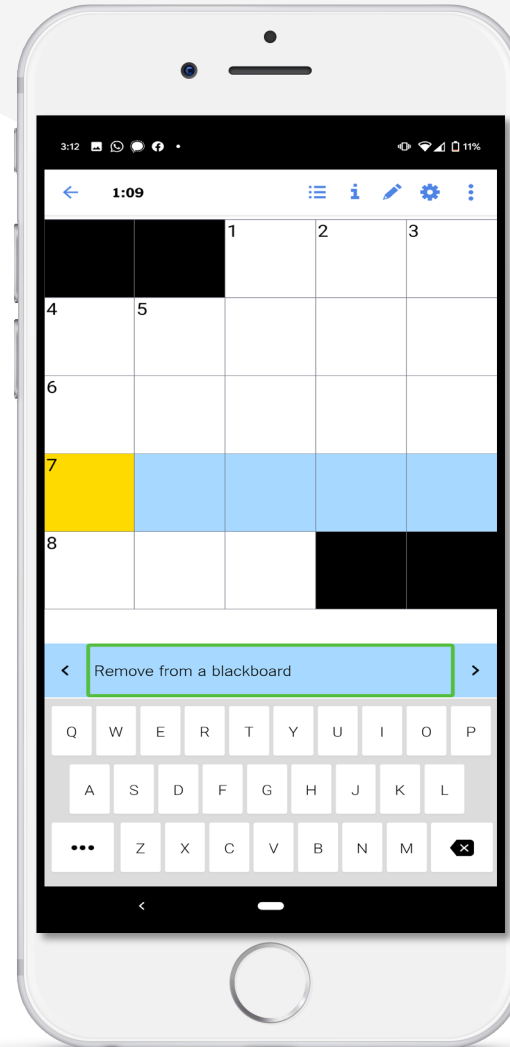 3:12 11%
1:09
1 2 3
4 5
6
7
8
Remove from a blackboard
Q W E R T Y U I O P
A S D F G H J K L
Z X C V B N M